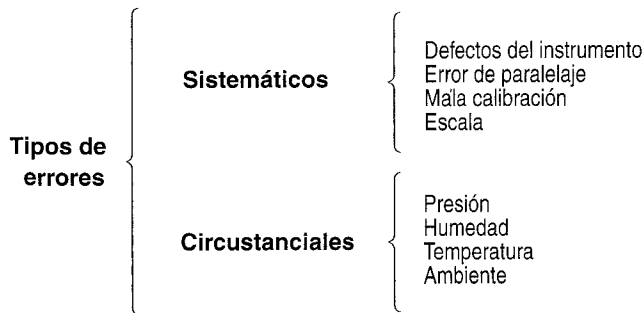 Tipos de
errores
Sistemáticos
Defectos del instrumento
Error de paralelaje
Mala calibración
Escala
Circustanciales
Presión
Humedad
Temperatura
Ambiente